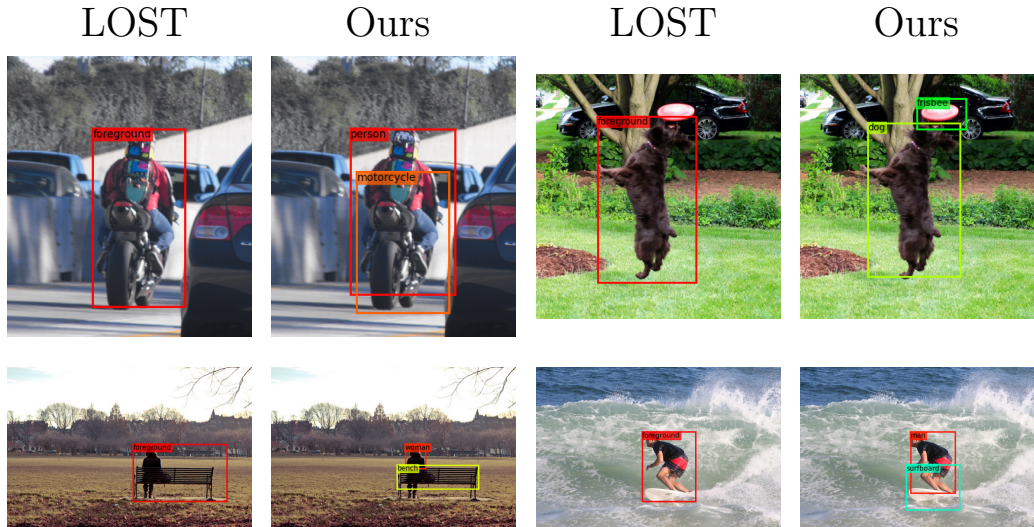 LOST Ours LOST Ours
foreground
person
motorcycle
foreground
frisbee
dog
foreground
woman
bench
foreground
man
surfboard